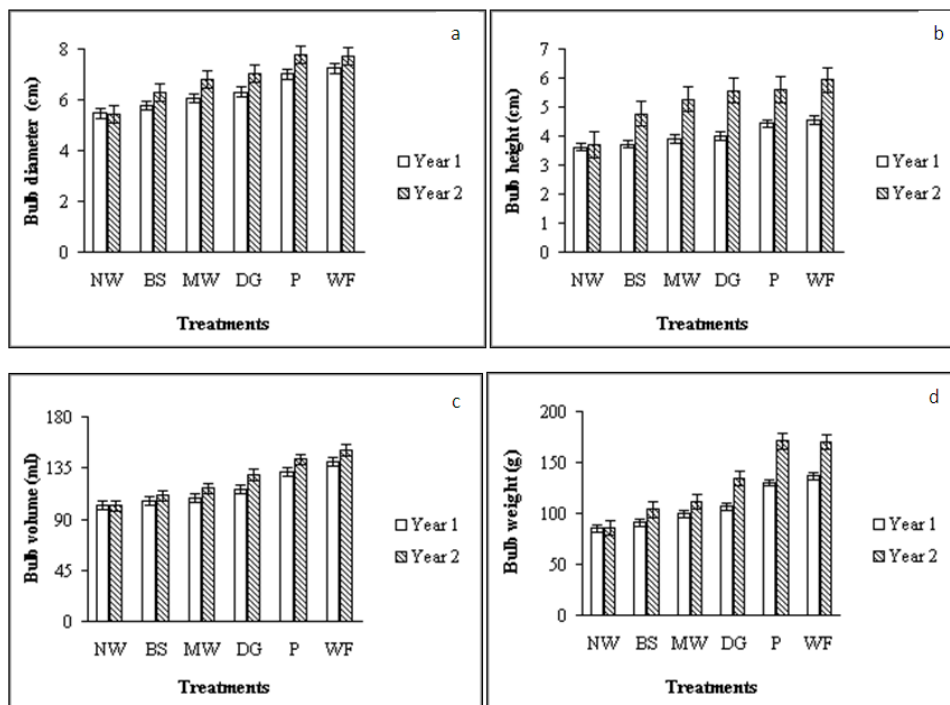 a
Bulb diameter (cm)
8
6
4
2
0
NW BS MW DG P WF
Treatments
Year 1
Year 2
b
Bulb height (cm)
7
6
5
4
3
2
1
0
NW BS MW DG P WF
Treatments
Year 1
Year 2
c
Bulb volume (ml)
180
135
90
45
0
NW BS MW DG P WF
Treatments
Year 1
Year 2
d
Bulb weight (g)
200
150
100
50
0
NW BS MW DG P WF
Treatments
Year 1
Year 2